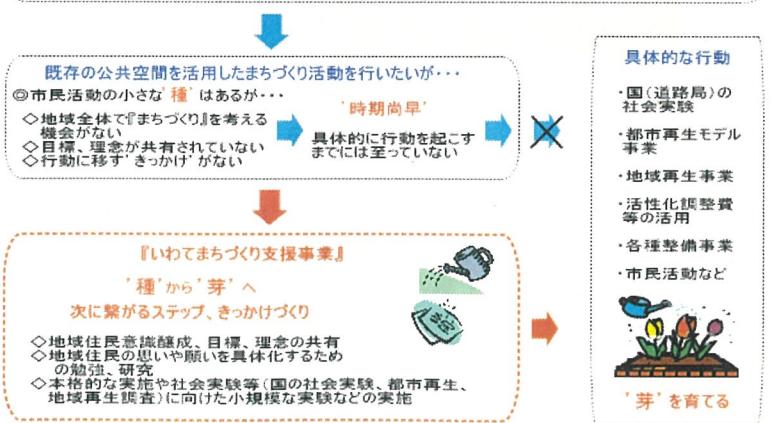 既存の公共空間を活用したまちづくり活動を行いたいが・・・
◎市民活動の小さな'種'はあるが・・・
◇地域全体で『まちづくり』を考える
機会がない
◇目標、理念が共有されていない
◇行動に移す'きっかけ'がない
'時期尚早'
具体的に行動を起こす
までには至っていない
『いわてまちづくり支援事業』
'種'から'芽'へ
次に繋がるステップ、きっかけづくり
◇地域住民意識醸成、目標、理念の共有
◇地域住民の思いや願いを具体化するため
の勉強、研究
◇本格的な実施や社会実験等(国の社会実験、都市再生、
地域再生調査)に向けた小規模な実験などの実施
具体的な行動
・国(道路局)の
社会実験
・都市再生モデル
事業
・地域再生事業
・活性化調整費
等の活用
・各種整備事業
・市民活動など
'芽'を育てる